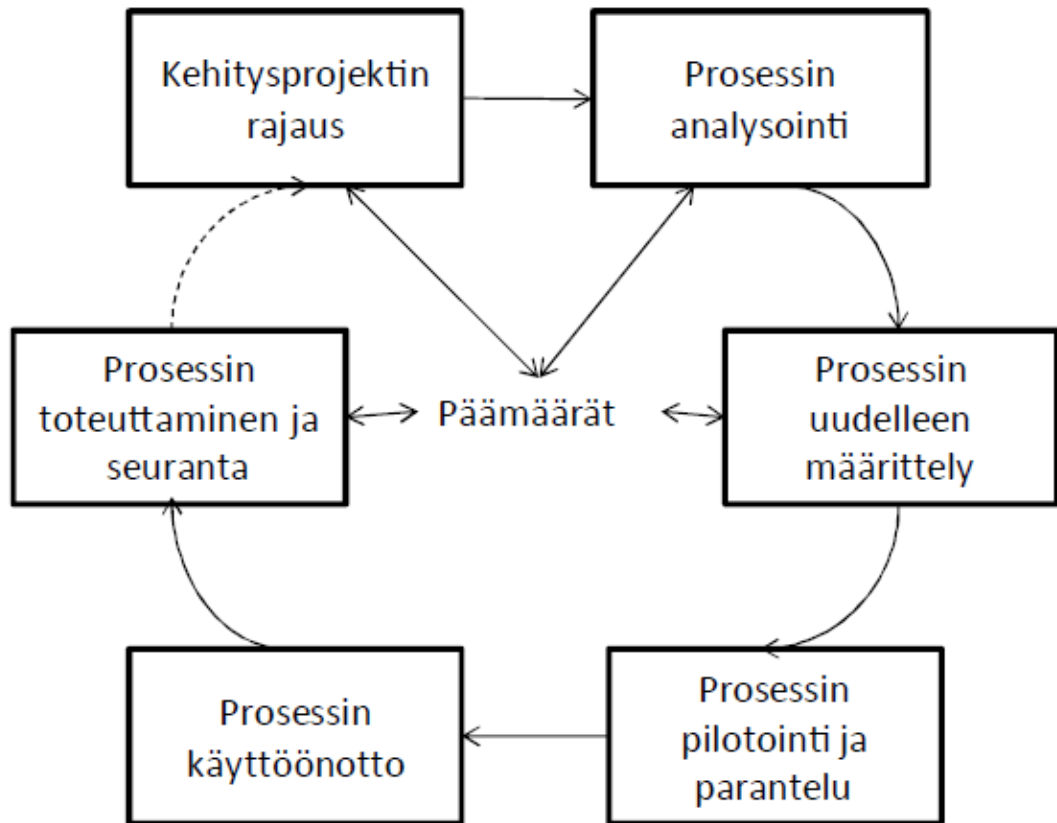 Kehitysprojektin
rajaus
Prosessin
analysointi
Prosessin
toteuttaminen ja
seuranta
Päämäärät
Prosessin
uudelleen
määrittely
Prosessin
käyttöönotto
Prosessin
pilotointi ja
parantelu